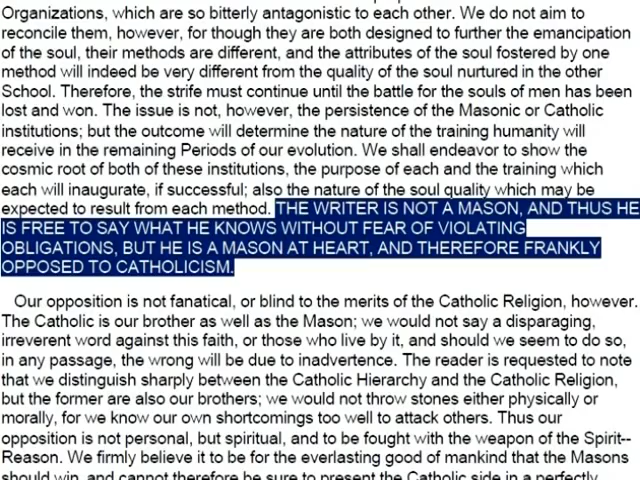 Organizations, which are so bitterly antagonistic to each other. We do not aim to
reconcile them, however, for though they are both designed to further the emancipation
of the soul, their methods are different, and the attributes of the soul fostered by one
method will indeed be very different from the quality of the soul nurtured in the other
School. Therefore, the strife must continue until the battle for the souls of men has been
lost and won. The issue is not, however, the persistence of the Masonic or Catholic
institutions; but the outcome will determine the nature of the training humanity will
receive in the remaining Periods of our evolution. We shall endeavor to show the
cosmic root of both of these institutions, the purpose of each and the training which
each will inaugurate, if successful; also the nature of the soul quality which may be
expected to result from each method. THE WRITER IS NOT A MASON, AND THUS HE
IS FREE TO SAY WHAT HE KNOWS WITHOUT FEAR OF VIOLATING
OBLIGATIONS, BUT HE IS A MASON AT HEART, AND THEREFORE FRANKLY
OPPOSED TO CATHOLICISM.
Our opposition is not fanatical, or blind to the merits of the Catholic Religion, however.
The Catholic is our brother as well as the Mason; we would not say a disparaging,
irreverent word against this faith, or those who live by it, and should we seem to do so,
in any passage, the wrong will be due to inadvertence. The reader is requested to note
that we distinguish sharply between the Catholic Hierarchy and the Catholic Religion,
but the former are also our brothers; we would not throw stones either physically or
morally, for we know our own shortcomings too well to attack others. Thus our
opposition is not personal, but spiritual, and to be fought with the weapon of the Spirit--
Reason. We firmly believe it to be for the everlasting good of mankind that the Masons
should win, and cannot therefore be sure to present the Catholic side in a perfectly